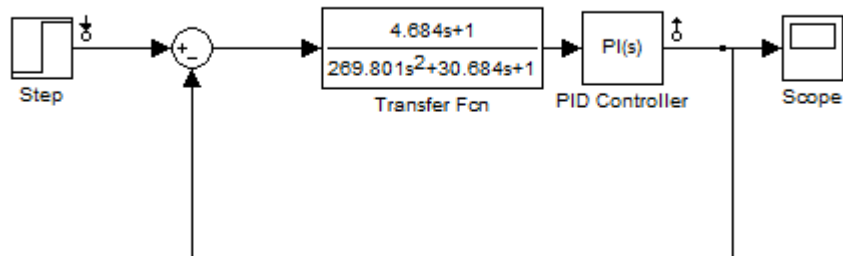 4.684s+1
269.801s²+30.684s+1
PI(s)
Step
Transfer Fcn
PID Controller
Scope